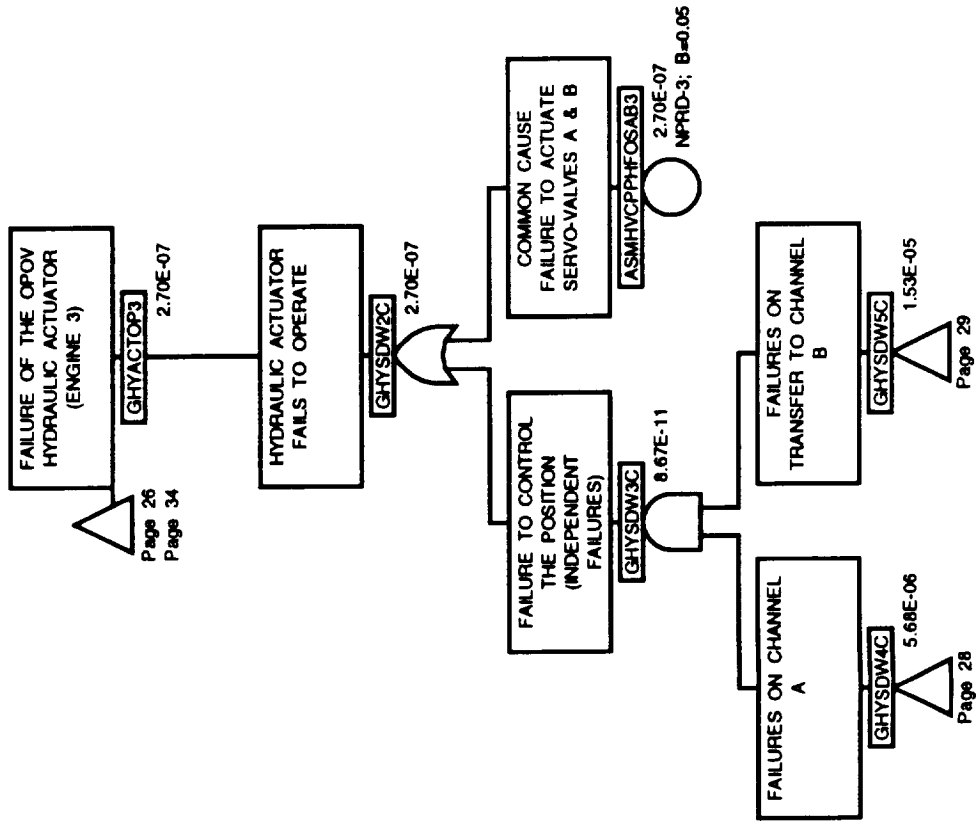 FAILURE OF THE OPOV
HYDRAULIC ACTUATOR
(ENGINE 3)
GHYACTOP3
2.70E-07
Page 26
Page 34
HYDRAULIC ACTUATOR
FAILS TO OPERATE
GHYSDW2C
2.70E-07
FAILURE TO CONTROL
THE POSITION
(INDEPENDENT
FAILURES)
GHYSDW3C
8.67E-11
COMMON CAUSE
FAILURE TO ACTUATE
SERVO-VALVES A & B
ASMHVCPPHFOSAB3
2.70E-07
NPRD-3; B=0.05
FAILURES ON CHANNEL
A
GHYSDW4C
5.68E-06
Page 28
FAILURES ON
TRANSFER TO CHANNEL
B
GHYSDW5C
1.53E-05
Page 29